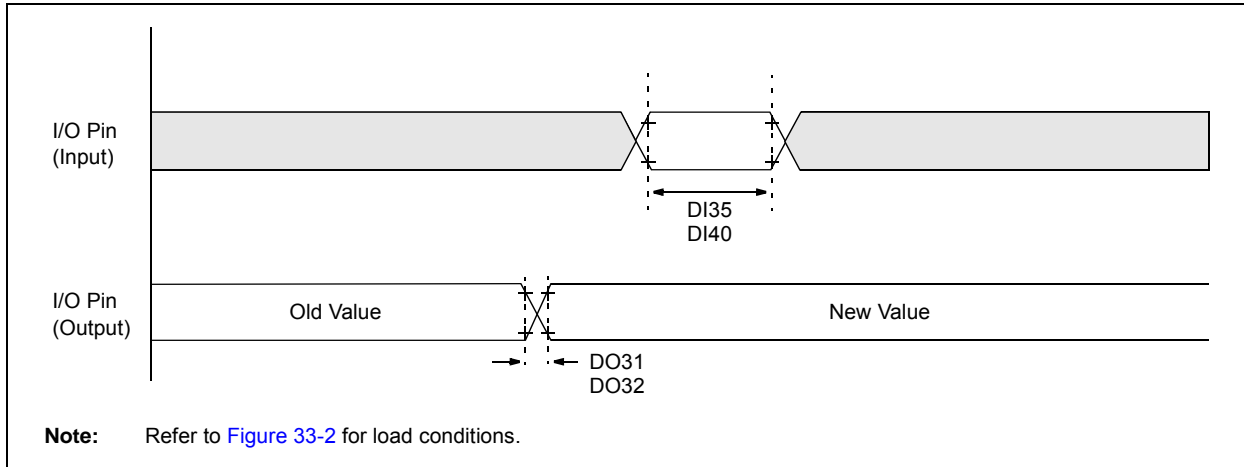 I/O Pin
(Input)
DI35
DI40
I/O Pin
(Output)
Old Value
New Value
DO31
DO32
Note: Refer to Figure 33-2 for load conditions.